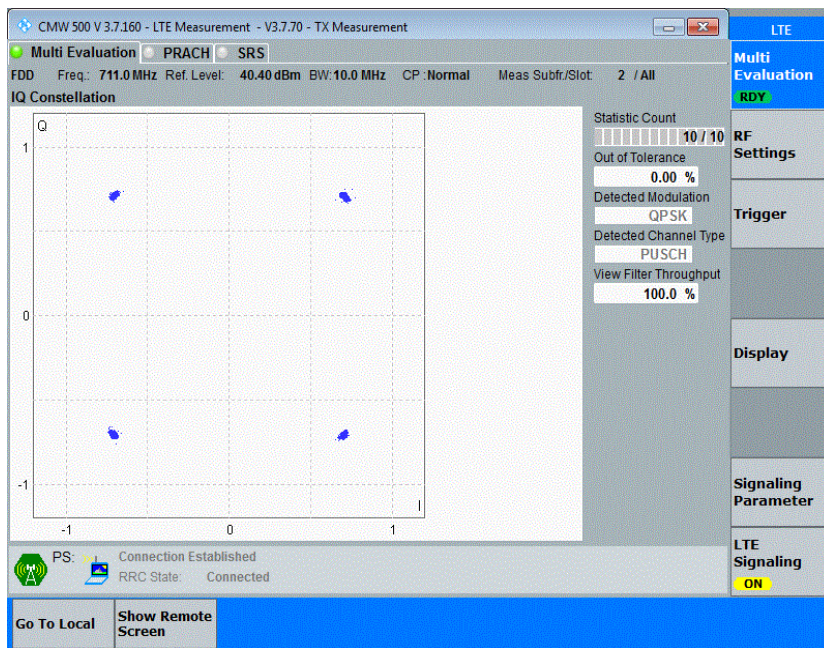 CMW 500 V 3.7.160 - LTE Measurement - V3.7.70 - TX Measurement
LTE
Multi Evaluation PRACH SRS
FDD Freq.: 711.0 MHz Ref. Level: 40.40 dBm BW: 10.0 MHz CP : Normal Meas Subfr./Slot: 2 / All
IQ Constellation
Q
1
0
-1
I
-1 0 1
Statistic Count
10 / 10
Out of Tolerance
0.00 %
Detected Modulation
QPSK
Detected Channel Type
PUSCH
View Filter Throughput
100.0 %
Multi
Evaluation
RDY
RF
Settings
Trigger
Display
Signaling
Parameter
LTE
Signaling
ON
PS: Connection Established
RRC State: Connected
Go To Local
Show Remote
Screen